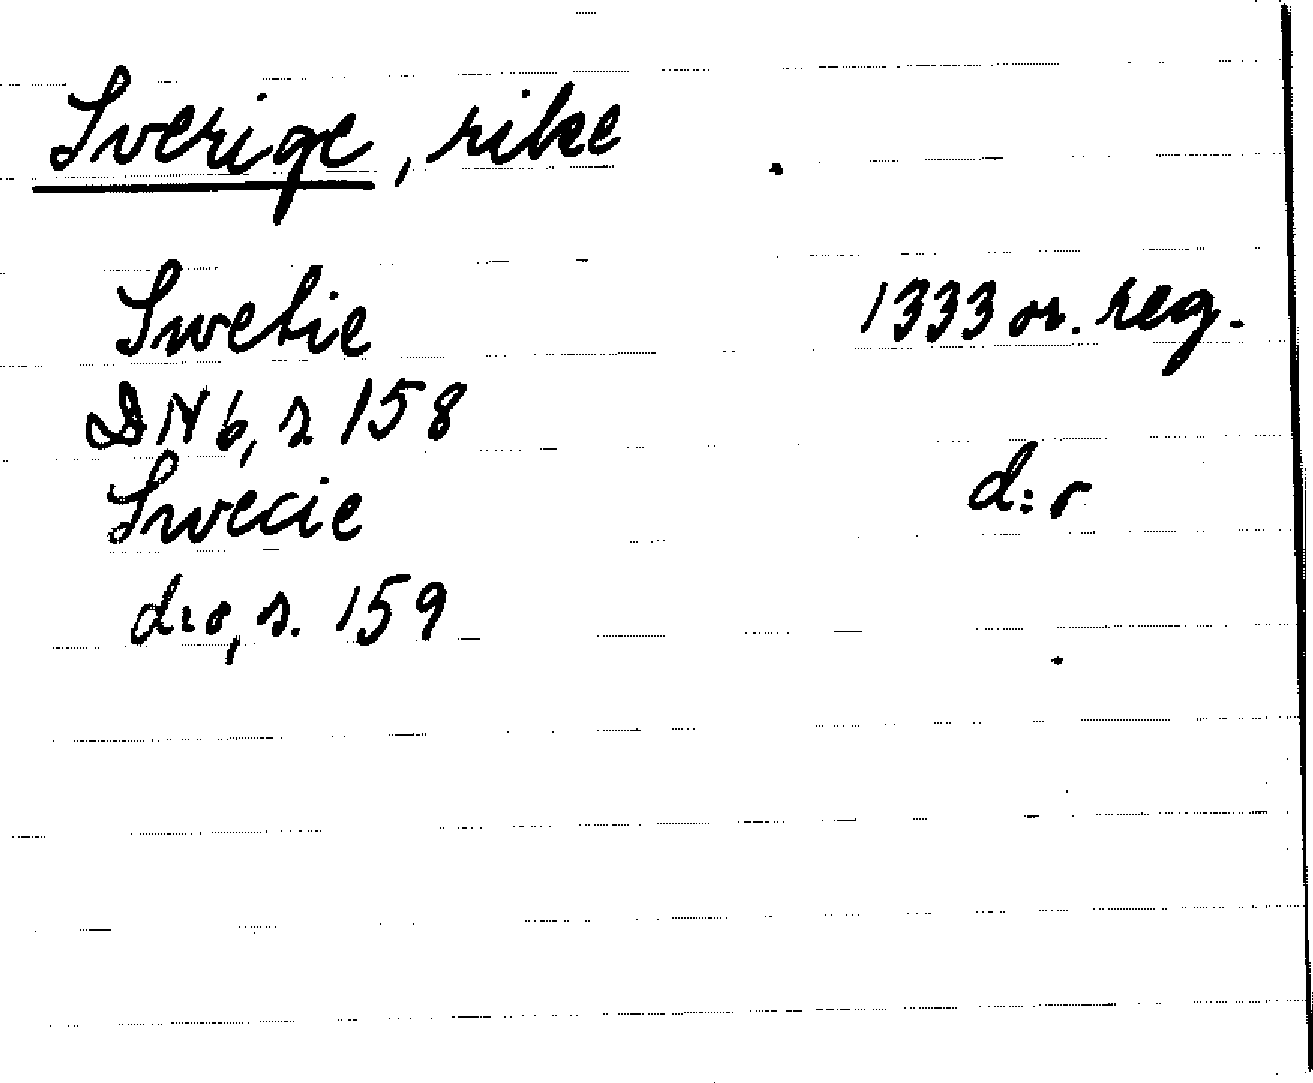 Sverige, rike
Swetie 1333 or. reg.
DN 6, s 158
Swecie d:o
d:o, s. 159